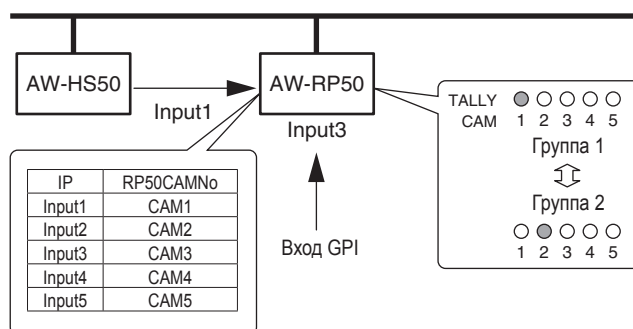 AW-HS50
AW-RP50
Input1
Input3
Вход GPI
IP RP50CAMNo
Input1 CAM1
Input2 CAM2
Input3 CAM3
Input4 CAM4
Input5 CAM5
TALLY
CAM 1 2 3 4 5
Группа 1
Группа 2
1 2 3 4 5